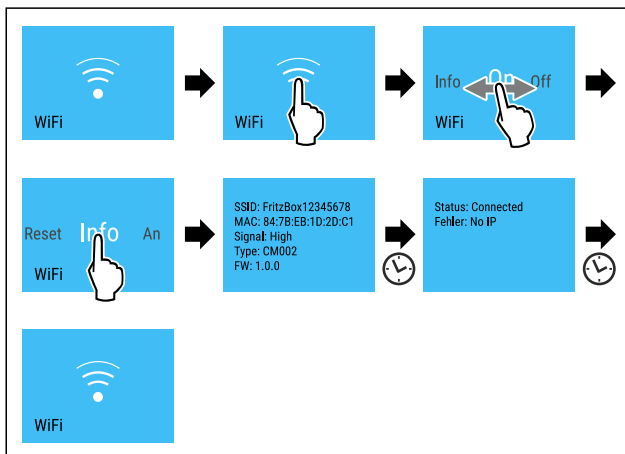 WiFi
WiFi
Info On Off
WiFi
Reset Info An
WiFi
SSID: FritzBox12345678
MAC: 84:7B:EB:1D:2D:C1
Signal: High
Type: CM002
FW: 1.0.0
Status: Connected
Fehler: No IP
WiFi